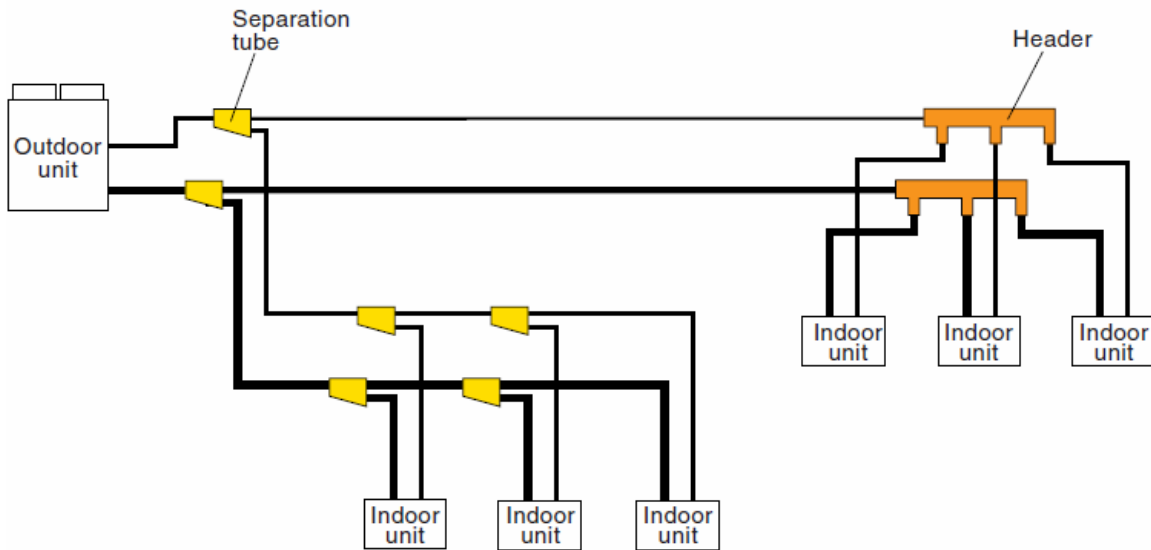 Separation
tube
Header
Outdoor
unit
Indoor
unit
Indoor
unit
Indoor
unit
Indoor
unit
Indoor
unit
Indoor
unit